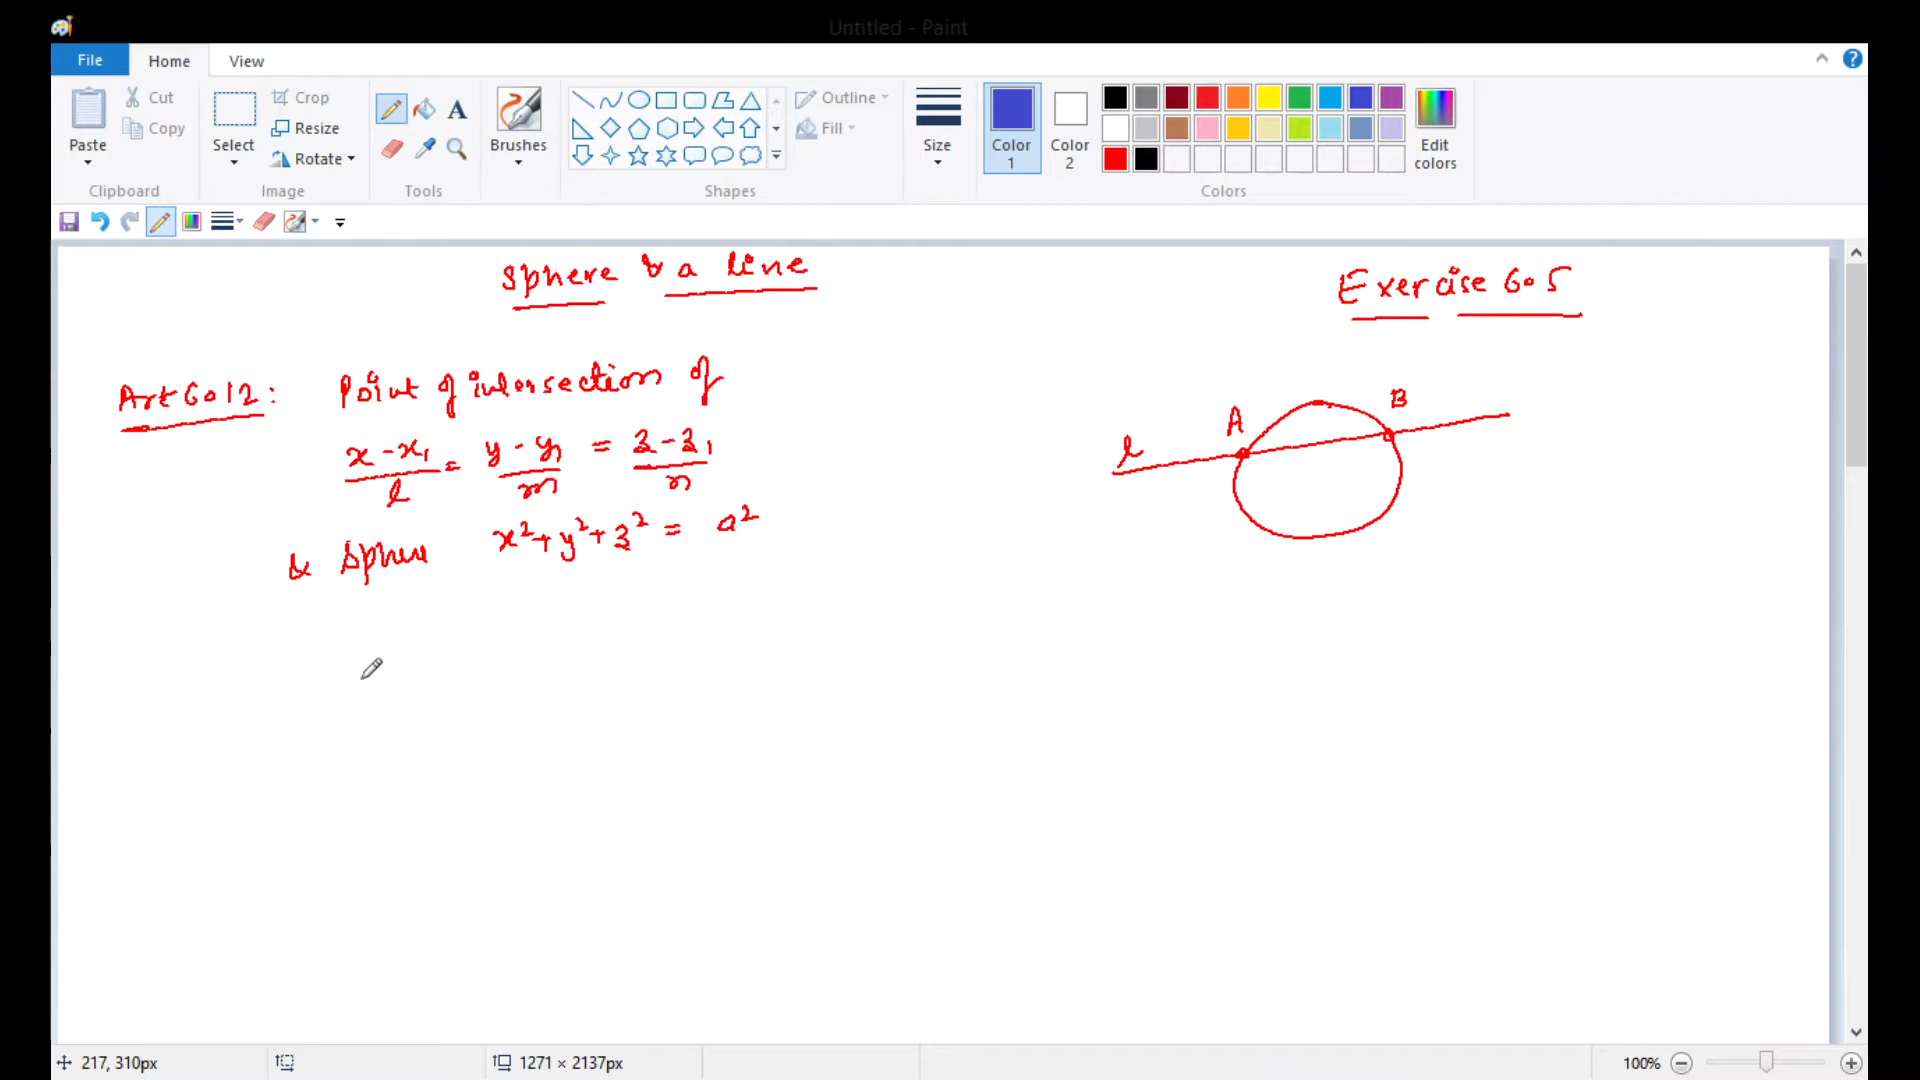 Untitled - Paint
File Home View
Paste Cut Copy Clipboard
Select Crop Resize Rotate Image
Tools
Brushes
Outline Fill Shapes
Size
Color 1 Color 2 Edit colors Colors
Sphere & a line
Exercise 6.5
Art 6.12: Point of intersection of
x - x₁ / l = y - y₁ / m = z - z₁ / n
& Sphere x² + y² + z² = a²
l A B
217, 310px 1271 × 2137px 100%